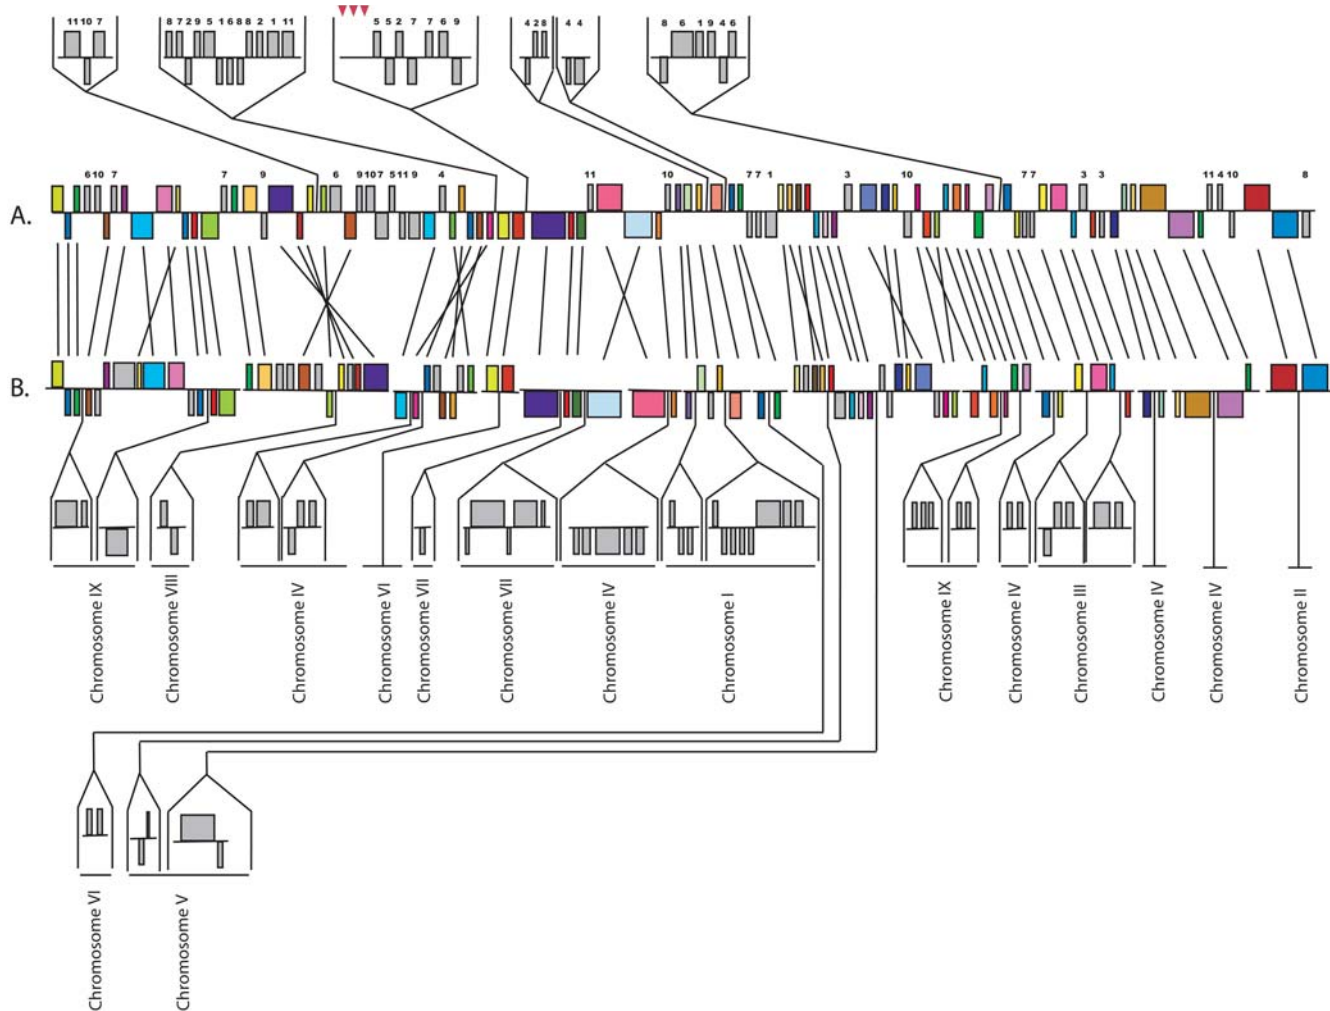 11 10 7
8 7 2 9 5 1 6 8 8 2 1 11
5 5 2 7 7 6 9
4 2 8
4 4
8 6 1 9 4 6
A.
6 10 7 7 9 6 9 10 7 5 11 9 4 11 10 7 7 1 3 10 7 7 3 3 11 4 10 8
B.
Chromosome IX
Chromosome VIII
Chromosome IV
Chromosome VI
Chromosome VII
Chromosome VII
Chromosome IV
Chromosome I
Chromosome IX
Chromosome IV
Chromosome III
Chromosome IV
Chromosome IV
Chromosome II
Chromosome VI
Chromosome V